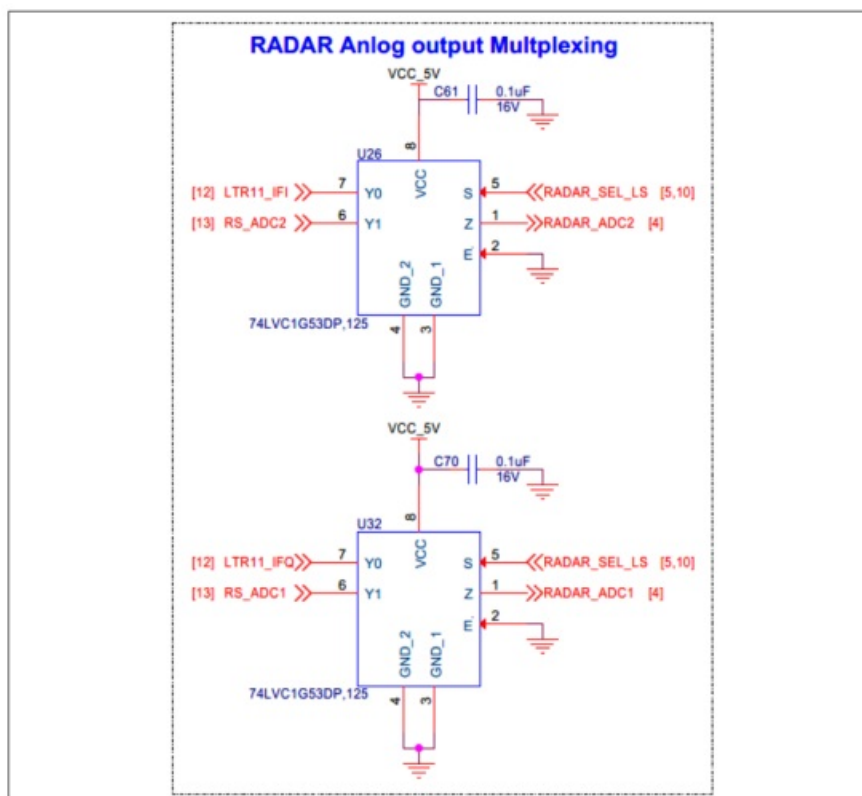 RADAR Anlog output Multplexing
VCC_5V
C61 0.1uF
16V
8
U26
[12] LTR11_IFI 7 Y0 VCC S 5 RADAR_SEL_LS [5,10]
[13] RS_ADC2 6 Y1 Z 1 RADAR_ADC2 [4]
E 2
GND_2 GND_1
74LVC1G53DP,125
4 3
VCC_5V
C70 0.1uF
16V
8
U32
[12] LTR11_IFQ 7 Y0 VCC S 5 RADAR_SEL_LS [5,10]
[13] RS_ADC1 6 Y1 Z 1 RADAR_ADC1 [4]
E 2
GND_2 GND_1
74LVC1G53DP,125
4 3